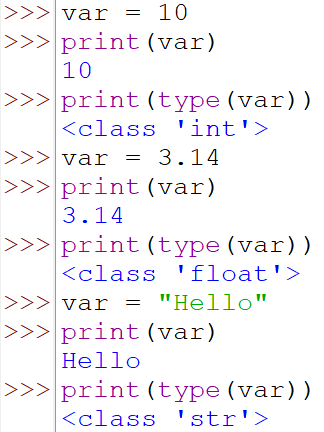 >>> var = 10
>>> print(var)
10
>>> print(type(var))
<class 'int'>
>>> var = 3.14
>>> print(var)
3.14
>>> print(type(var))
<class 'float'>
>>> var = "Hello"
>>> print(var)
Hello
>>> print(type(var))
<class 'str'>